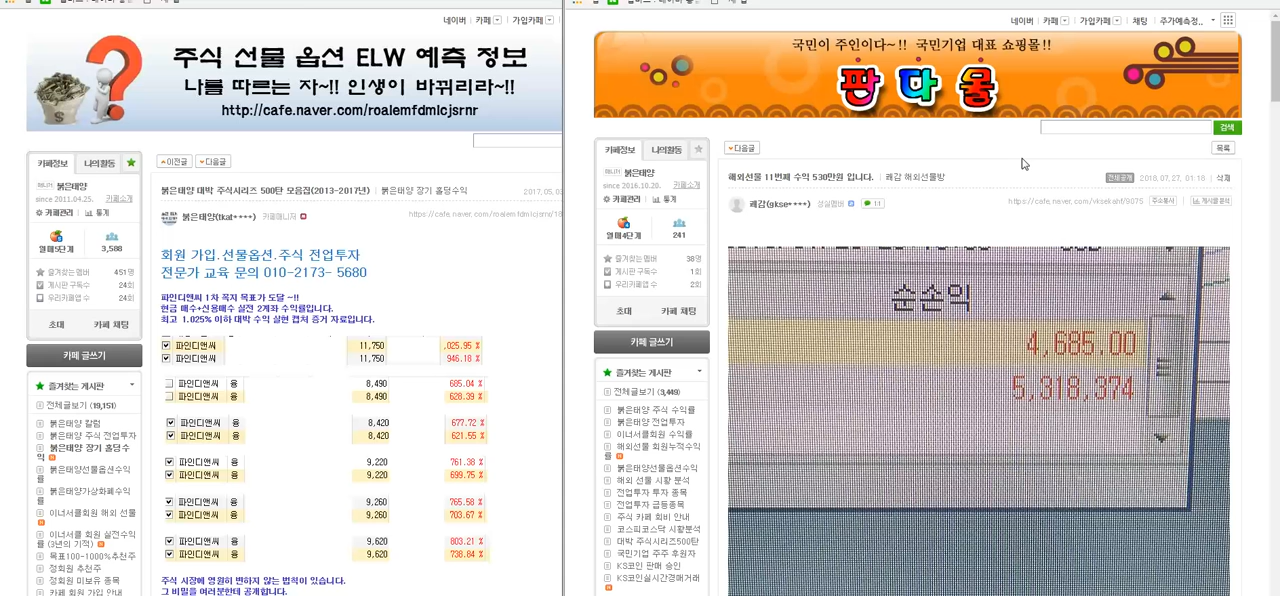 네이버 카페 가입카페
주식 선물 옵션 ELW 예측 정보
나를 따르는 자~!! 인생이 바뀌리라~!!
http://cafe.naver.com/roalemfdmlcjsrnr
카페정보 나의활동
매니저 붉은태양
since 2011.04.25. 카페소개
카페관리 통계
열매5단계 3,588
즐겨찾는 멤버 451명
게시판 구독수 24회
우리카페앱 수 24회
초대 카페 채팅
카페 글쓰기
즐겨찾는 게시판
전체글보기 (19,151)
붉은태양 칼럼
붉은태양 주식 전업투자
붉은태양 장기 홀딩수익
붉은태양선물옵션수익률
붉은태양가상화폐수익률
이너서클회원 해외 선물
이너서클 회원 실전수익률 (3년의 기적)
목표100-1000%추천주
정회원 추천주
정회원 미보유 종목
카페 회원 가입 안내
이전글 다음글
붉은태양 대박 주식시리즈 500탄 모음집(2013~2017년) | 붉은태양 장기 홀딩수익 2017,05,
붉은태양(tkat****) 카페매니저
https://cafe.naver.com/roalemfdmlcjsrnr/18
회원 가입.선물옵션.주식 전업투자
전문가 교육 문의 010-2173- 5680
파인디앤씨 1차 폭지 목표가 도달 ~!!
현금 매수+신용매수 실전 2계좌 수익률입니다.
최고 1.025% 이하 대박 수익 실현 캡쳐 증거 자료입니다.
파인디앤씨 11,750 ,025.95 %
파인디앤씨 11,750 946.18 %
파인디앤씨 융 8,490 685.04 %
파인디앤씨 융 8,490 628.39 %
파인디앤씨 융 8,420 677.72 %
파인디앤씨 융 8,420 621.55 %
파인디앤씨 융 9,220 761.38 %
파인디앤씨 융 9,220 699.75 %
파인디앤씨 융 9,260 765.58 %
파인디앤씨 융 9,260 703.67 %
파인디앤씨 융 9,620 803.21 %
파인디앤씨 융 9,620 738.84 %
주식 시장에 영원히 변하지 않는 법칙이 있습니다.
그 비밀을 여러분한테 공개합니다.
네이버 카페 가입카페 채팅 주가예측정..
국민이 주인이다~!! 국민기업 대표 쇼핑몰!!
판다몰
검색
카페정보 나의활동
매니저 붉은태양
since 2016.10.20. 카페소개
카페관리 통계
열매4단계 241
즐겨찾는 멤버 38명
게시판 구독수 1회
우리카페앱 수 2회
초대 카페 채팅
카페 글쓰기
즐겨찾는 게시판
전체글보기 (3,449)
붉은태양 주식 수익률
붉은태양 전업투자
이너서클회원 수익률
해외선물 회원누적수익률
붉은태양선물옵션수익
해외 선물 시황 분석
전업투자 투자 종목
전업투자 급등종목
주식 카페 회비 안내
코스피코스닥 시황분석
대박 주식시리즈500탄
국민기업 주주 후원자
KS코인 판매 승인
KS코인실시간경매거래
다음글 목록
해외선물 11번째 수익 530만원 입니다. | 쾌감 해외선물방 전체공개 2018, 07, 27, 01:18 | 삭제
쾌감(gkse****) 성실멤버 11
https://cafe.naver.com/vksekahf/9075 주소복사 게시글분석
순손익
4,685.00
5,318,374